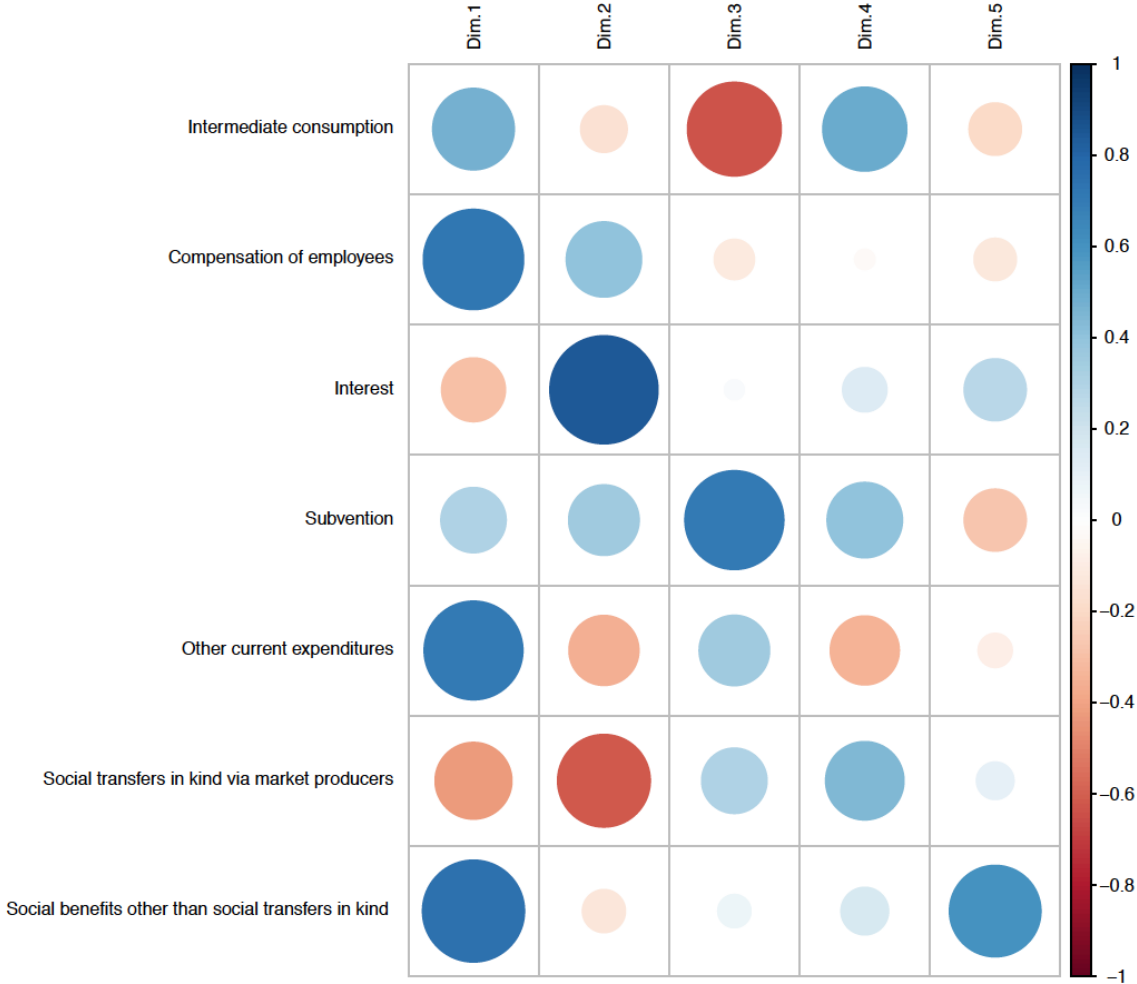 Dim.1 Dim.2 Dim.3 Dim.4 Dim.5
1
Intermediate consumption
0.8
Compensation of employees
0.6
0.4
Interest
0.2
Subvention
0
−0.2
Other current expenditures
−0.4
Social transfers in kind via market producers
−0.6
−0.8
Social benefits other than social transfers in kind
−1